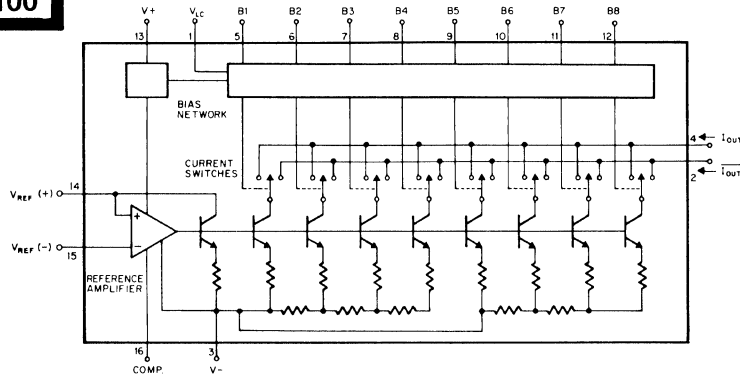 100
V+ VLC B1 B2 B3 B4 B5 B6 B7 B8
13 1 5 6 7 8 9 10 11 12
BIAS
NETWORK
4 IOUT
CURRENT
SWITCHES
2 IOUT
14
VREF (+)
+
VREF (-)
−
15
REFERENCE
AMPLIFIER
16 3
COMP. V-